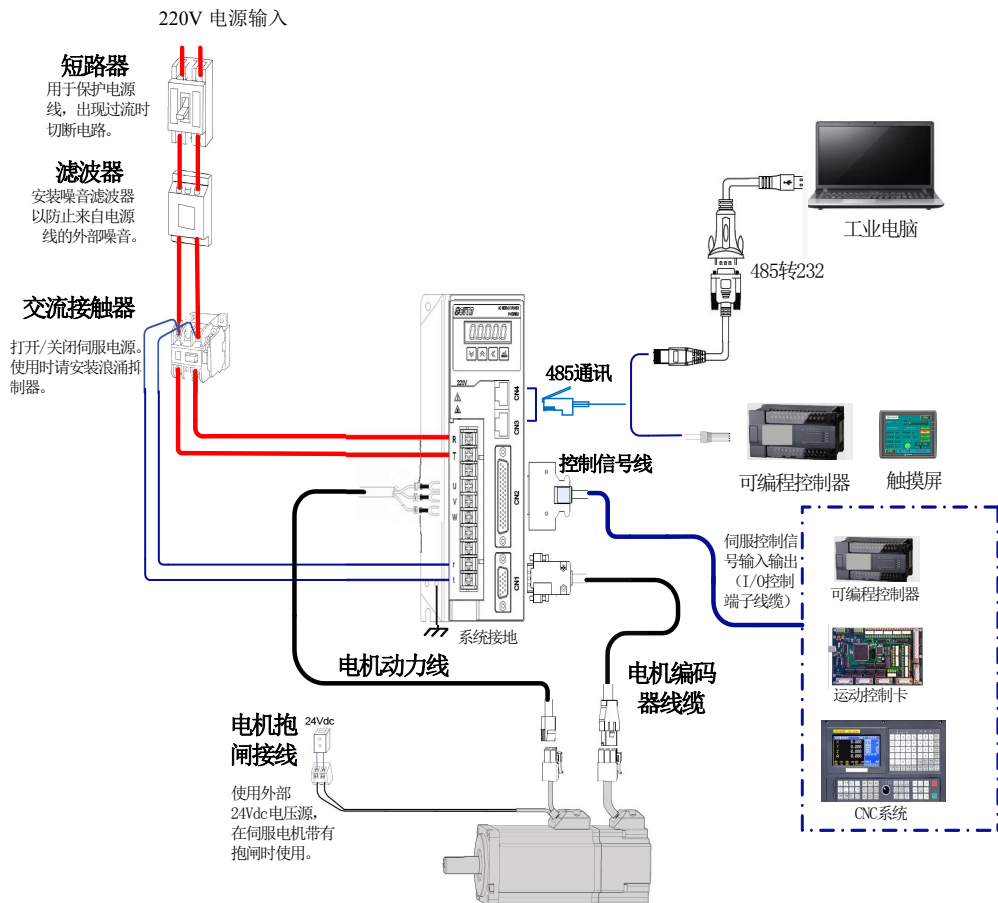 220V 电源输入
短路器
用于保护电源
线，出现过流时
切断电路。
滤波器
安装噪音滤波器
以防止来自电源
线的外部噪音。
交流接触器
打开/关闭伺服电源。
使用时请安装浪涌抑
制器。
工业电脑
485转232
220V
CN4
CN3
CN2
CN1
R
T
U
V
W
r
t
485通讯
控制信号线
可编程控制器
触摸屏
伺服控制信
号输入输出
（I/O控制
端子线缆）
可编程控制器
运动控制卡
CNC系统
系统接地
电机动力线
电机编码
器线缆
电机抱
闸接线
24Vdc
使用外部
24Vdc电压源，
在伺服电机带有
抱闸时使用。